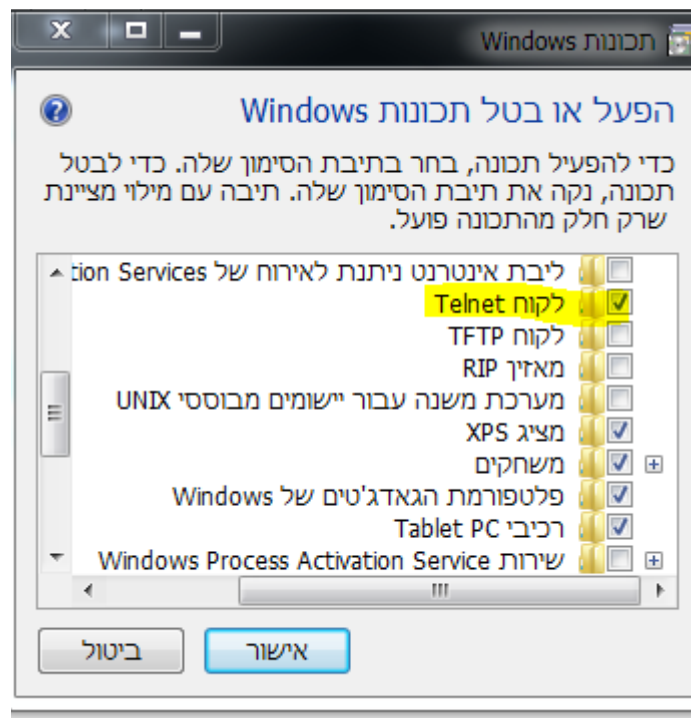 תכונות Windows
הפעל או בטל תכונות Windows
כדי להפעיל תכונה, בחר בתיבת הסימון שלה. כדי לבטל
תכונה, נקה את תיבת הסימון שלה. תיבה עם מילוי מציינת
שרק חלק מהתכונה פועל.
ליבת אינטרנט ניתנת לאירוח של tion Services
לקוח Telnet
לקוח TFTP
מאזין RIP
מערכת משנה עבור יישומים מבוססי UNIX
מציג XPS
משחקים
פלטפורמת הגאדג'טים של Windows
רכיבי Tablet PC
שירות Windows Process Activation Service
אישור
ביטול